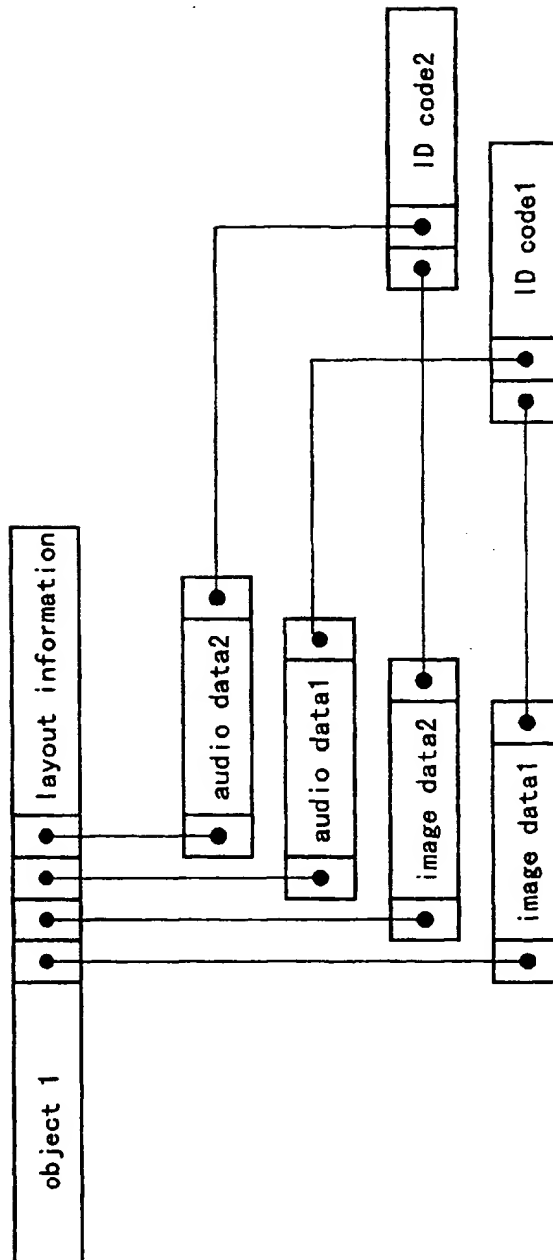 object 1
layout information
audio data2
audio data1
image data2
image data1
ID code2
ID code1